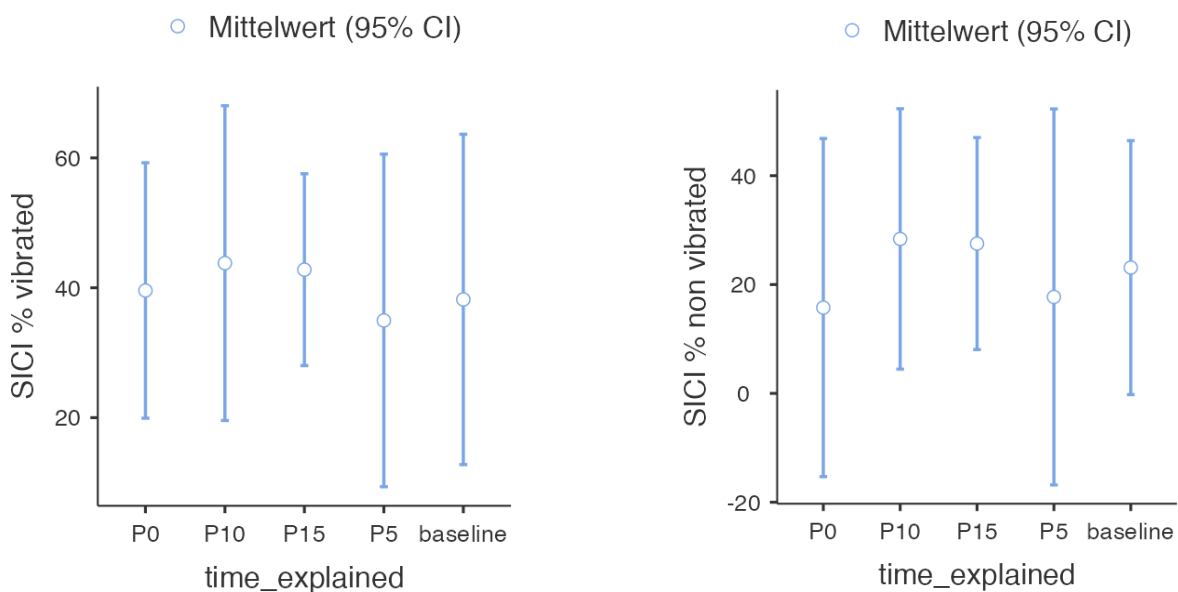 Mittelwert (95% CI)
SICI % vibrated
60
40
20
P0 P10 P15 P5 baseline
time_explained
Mittelwert (95% CI)
SICI % non vibrated
40
20
0
-20
P0 P10 P15 P5 baseline
time_explained